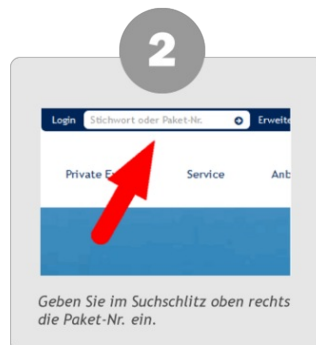 2
Login Stichwort oder Paket-Nr. Erweite
Private E Service Anb
Geben Sie im Suchschlitz oben rechts
die Paket-Nr. ein.